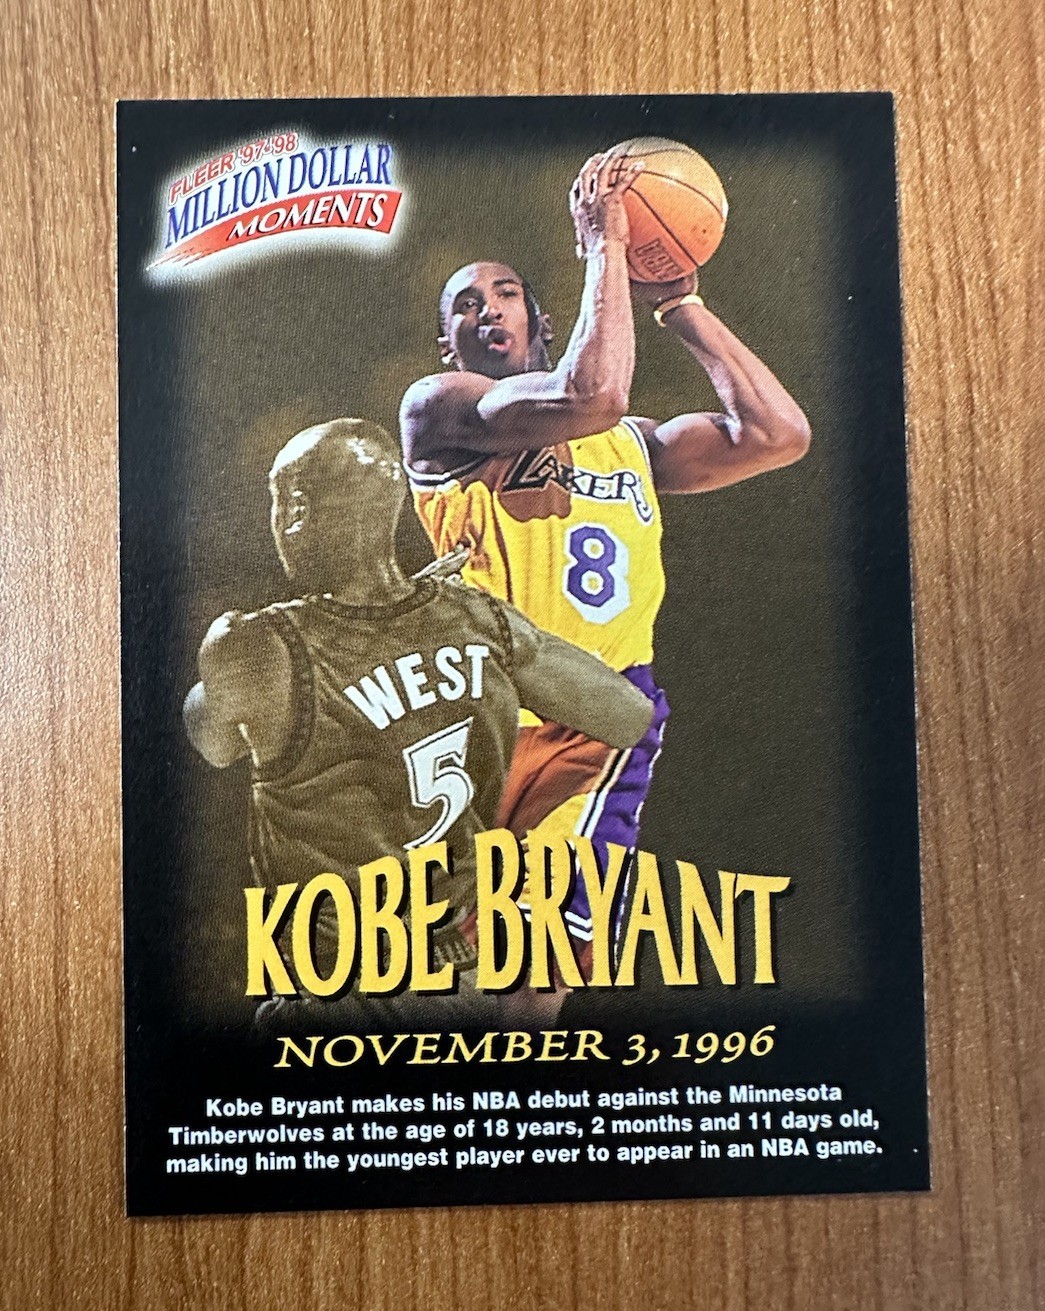 FLEER '97-'98
MILLION DOLLAR
MOMENTS
LAKERS
8
WEST
5
KOBE BRYANT
NOVEMBER 3, 1996
Kobe Bryant makes his NBA debut against the Minnesota
Timberwolves at the age of 18 years, 2 months and 11 days old,
making him the youngest player ever to appear in an NBA game.